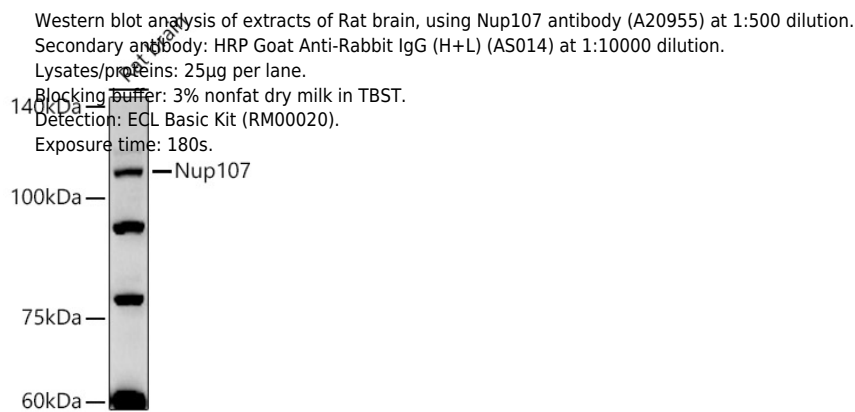 Western blot analysis of extracts of Rat brain, using Nup107 antibody (A20955) at 1:500 dilution.
Secondary antibody: HRP Goat Anti-Rabbit IgG (H+L) (AS014) at 1:10000 dilution.
Lysates/proteins: 25μg per lane.
Blocking buffer: 3% nonfat dry milk in TBST.
Detection: ECL Basic Kit (RM00020).
Exposure time: 180s.
Rat brain
140kDa
Nup107
100kDa
75kDa
60kDa